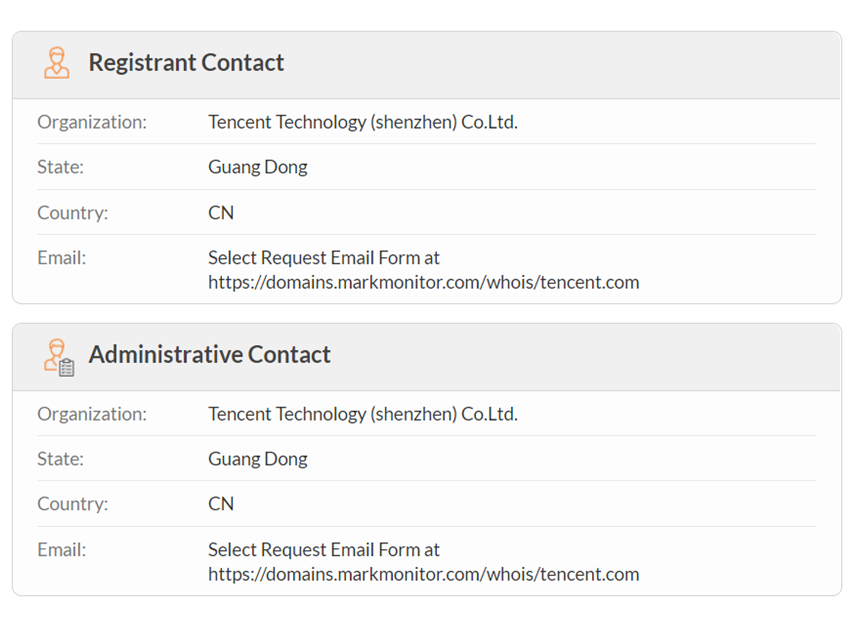 Registrant Contact
Organization: Tencent Technology (shenzhen) Co.Ltd.
State: Guang Dong
Country: CN
Email: Select Request Email Form at
https://domains.markmonitor.com/whois/tencent.com
Administrative Contact
Organization: Tencent Technology (shenzhen) Co.Ltd.
State: Guang Dong
Country: CN
Email: Select Request Email Form at
https://domains.markmonitor.com/whois/tencent.com